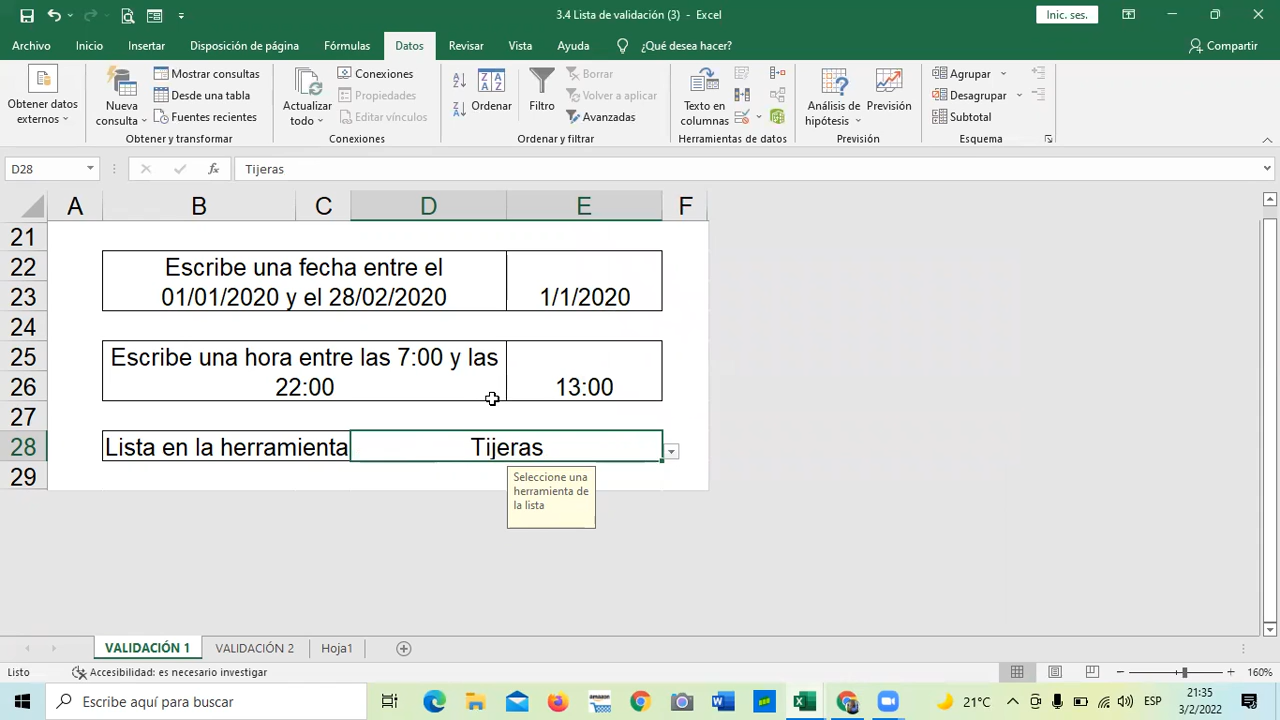 3.4 Lista de validación (3) - Excel
Inic. ses.
Archivo Inicio Insertar Disposición de página Fórmulas Datos Revisar Vista Ayuda ¿Qué desea hacer? Compartir
Obtener datos externos
Nueva consulta
Mostrar consultas
Desde una tabla
Fuentes recientes
Obtener y transformar
Actualizar todo
Conexiones
Propiedades
Editar vínculos
Conexiones
Ordenar
Filtro
Borrar
Volver a aplicar
Avanzadas
Ordenar y filtrar
Texto en columnas
Herramientas de datos
Análisis de hipótesis
Previsión
Previsión
Agrupar
Desagrupar
Subtotal
Esquema
D28
fx
Tijeras
A B C D E F
21
22 Escribe una fecha entre el
23 01/01/2020 y el 28/02/2020 1/1/2020
24
25 Escribe una hora entre las 7:00 y las
26 22:00 13:00
27
28 Lista en la herramienta Tijeras
29
Seleccione una
herramienta de
la lista
VALIDACIÓN 1 VALIDACIÓN 2 Hoja1
Listo Accesibilidad: es necesario investigar 160%
Escribe aquí para buscar
21°C
ESP
21:35
3/2/2022